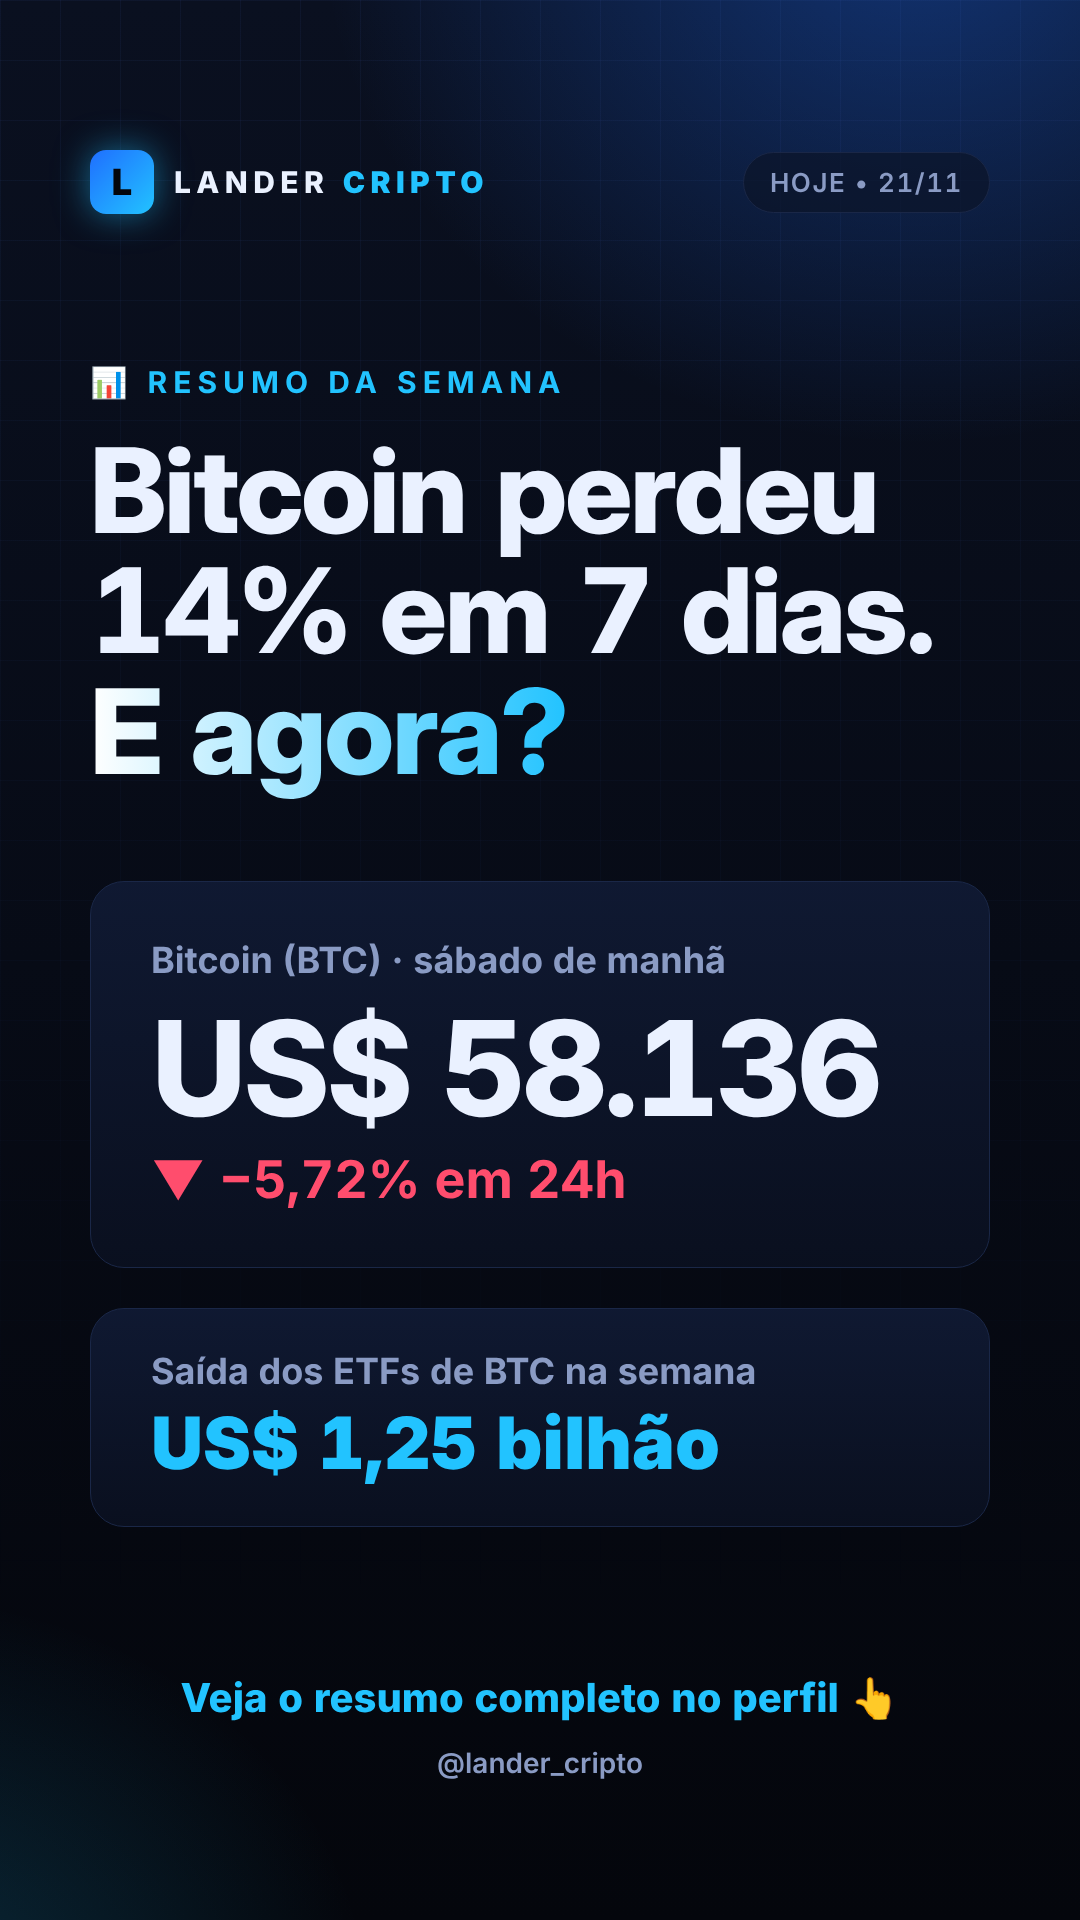 L LANDER CRIPTO
HOJE • 21/11
📊 RESUMO DA SEMANA
Bitcoin perdeu
14% em 7 dias.
E agora?
Bitcoin (BTC) · sábado de manhã
US$ 58.136
▼ −5,72% em 24h
Saída dos ETFs de BTC na semana
US$ 1,25 bilhão
Veja o resumo completo no perfil 👆
@lander_cripto